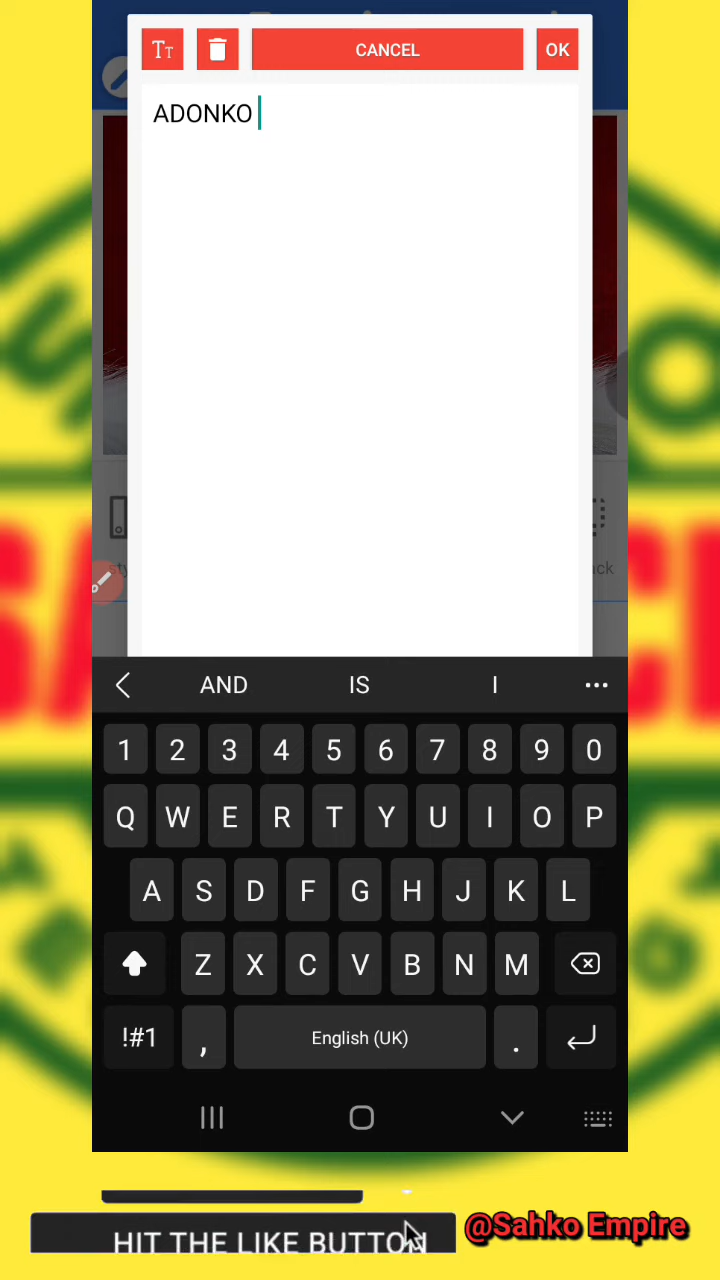 Tт CANCEL OK
ADONKO
AND IS I
1 2 3 4 5 6 7 8 9 0
Q W E R T Y U I O P
A S D F G H J K L
Z X C V B N M
!#1 , English (UK) .
HIT THE LIKE BUTTON
@Sahko Empire